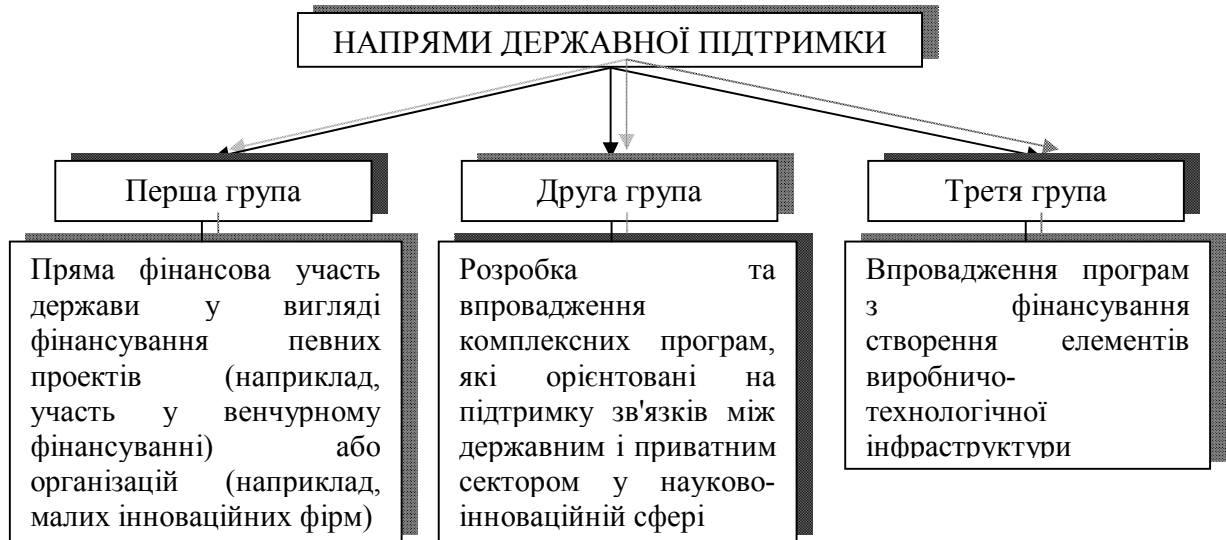 НАПРЯМИ ДЕРЖАВНОЇ ПІДТРИМКИ
Перша група
Пряма фінансова участь
держави у вигляді
фінансування певних
проектів (наприклад,
участь у венчурному
фінансуванні) або
організацій (наприклад,
малих інноваційних фірм)
Друга група
Розробка та
впровадження
комплексних програм,
які орієнтовані на
підтримку зв'язків між
державним і приватним
сектором у науково-
інноваційній сфері
Третя група
Впровадження програм
з фінансування
створення елементів
виробничо-
технологічної
інфраструктури